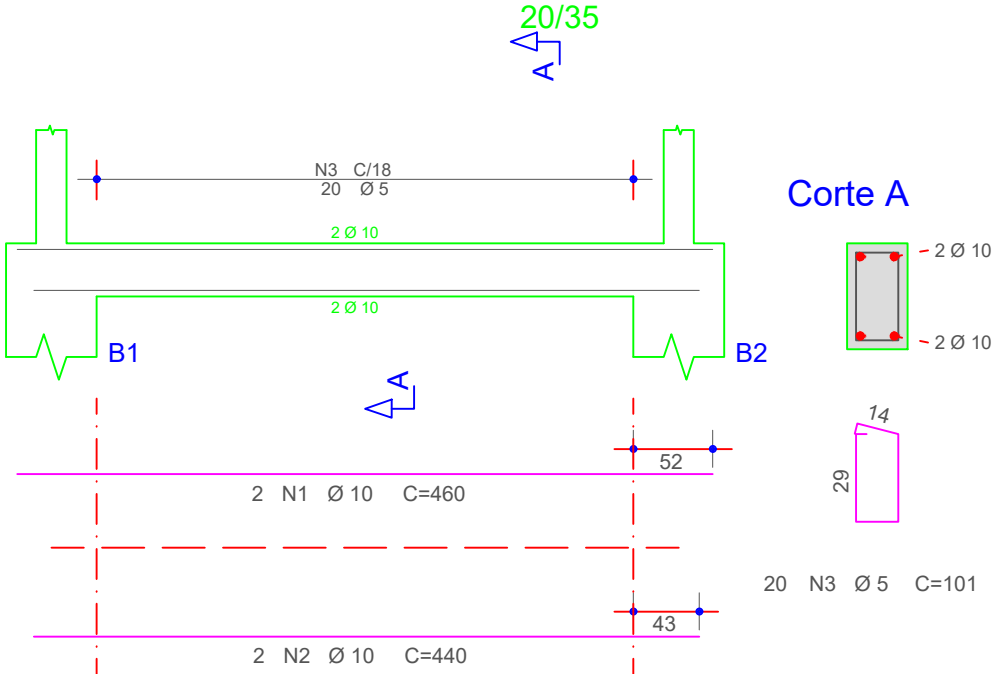 20/35
A
N3 C/18
20 Ø 5
Corte A
2 Ø 10
2 Ø 10
2 Ø 10
2 Ø 10
B1
B2
A
14
29
52
2 N1 Ø 10 C=460
20 N3 Ø 5 C=101
43
2 N2 Ø 10 C=440